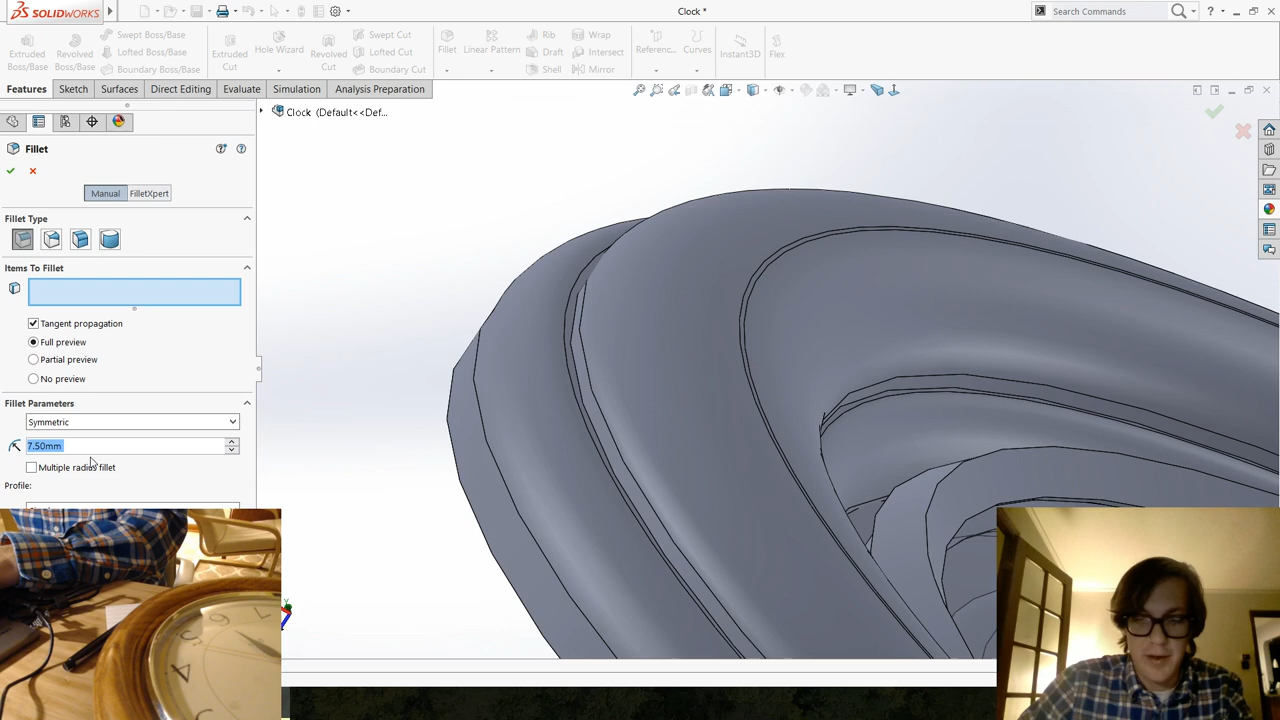 SOLIDWORKS
Clock *
Search Commands
Extruded Boss/Base
Revolved Boss/Base
Swept Boss/Base
Lofted Boss/Base
Boundary Boss/Base
Extruded Cut
Hole Wizard
Revolved Cut
Swept Cut
Lofted Cut
Boundary Cut
Fillet
Linear Pattern
Rib
Draft
Shell
Wrap
Intersect
Mirror
Referenc...
Curves
Instant3D
Flex
Features
Sketch
Surfaces
Direct Editing
Evaluate
Simulation
Analysis Preparation
Clock (Default<<Def...
Fillet
Manual
FilletXpert
Fillet Type
Items To Fillet
Tangent propagation
Full preview
Partial preview
No preview
Fillet Parameters
Symmetric
7.50mm
Multiple radius fillet
Profile: